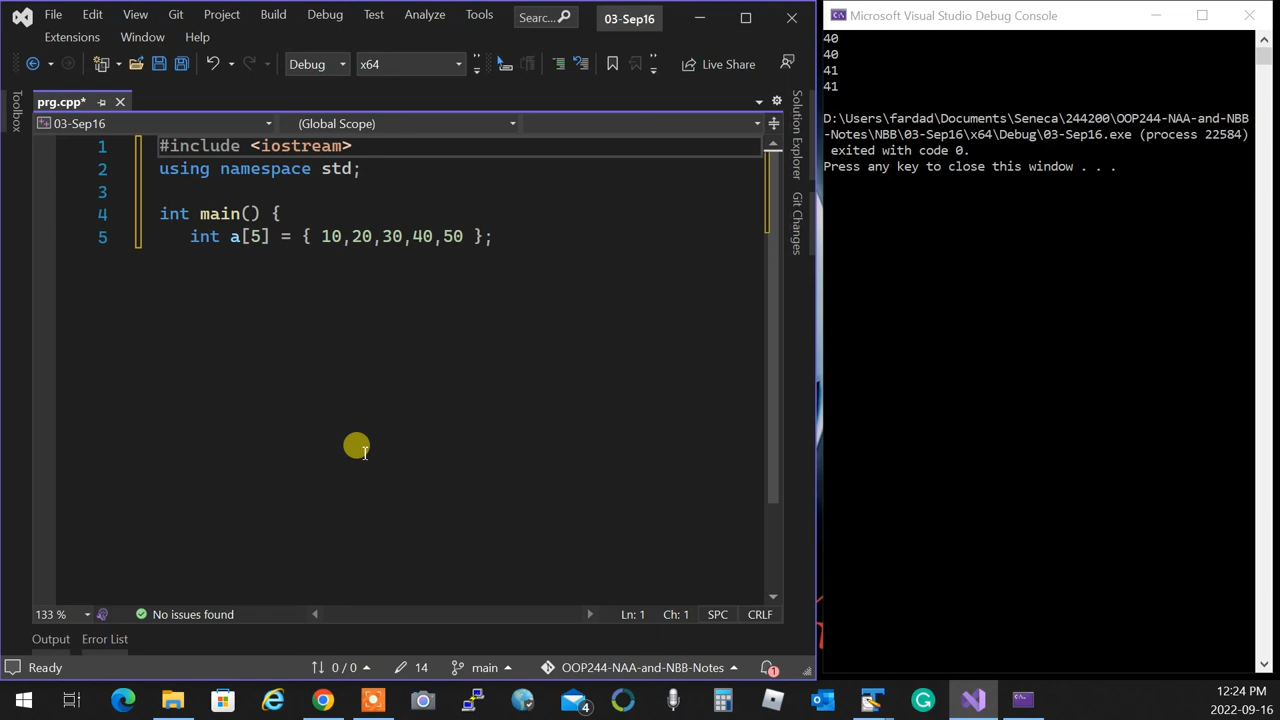 File Edit View Git Project Build Debug Test Analyze Tools Searc... 03-Sep16
Extensions Window Help
Debug x64 Live Share
prg.cpp*
03-Sep16 (Global Scope)
1 #include <iostream>
2 using namespace std;
3
4 int main() {
5 int a[5] = { 10,20,30,40,50 };
Toolbox
Solution Explorer
Git Changes
133 % No issues found Ln: 1 Ch: 1 SPC CRLF
Output Error List
Ready 0 / 0 14 main OOP244-NAA-and-NBB-Notes 1
Microsoft Visual Studio Debug Console
40
40
41
41
D:\Users\fardad\Documents\Seneca\244200\OOP244-NAA-and-NBB
-Notes\NBB\03-Sep16\x64\Debug\03-Sep16.exe (process 22584)
exited with code 0.
Press any key to close this window . . .
4
12:24 PM
2022-09-16